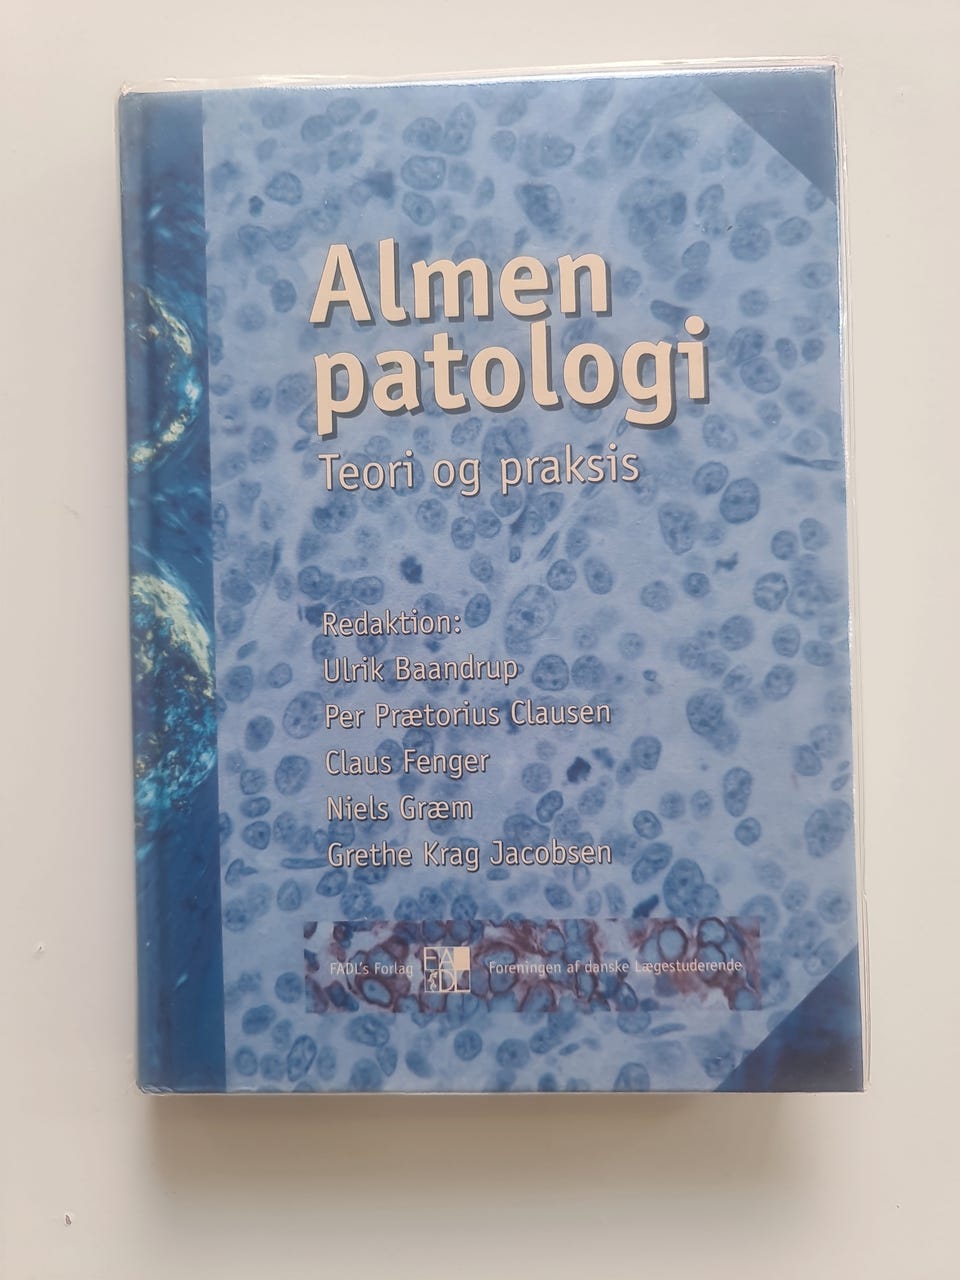 Almen
patologi
Teori og praksis
Redaktion:
Ulrik Baandrup
Per Prætorius Clausen
Claus Fenger
Niels Græm
Grethe Krag Jacobsen
FADL's Forlag FADL Foreningen af danske Lægestuderende